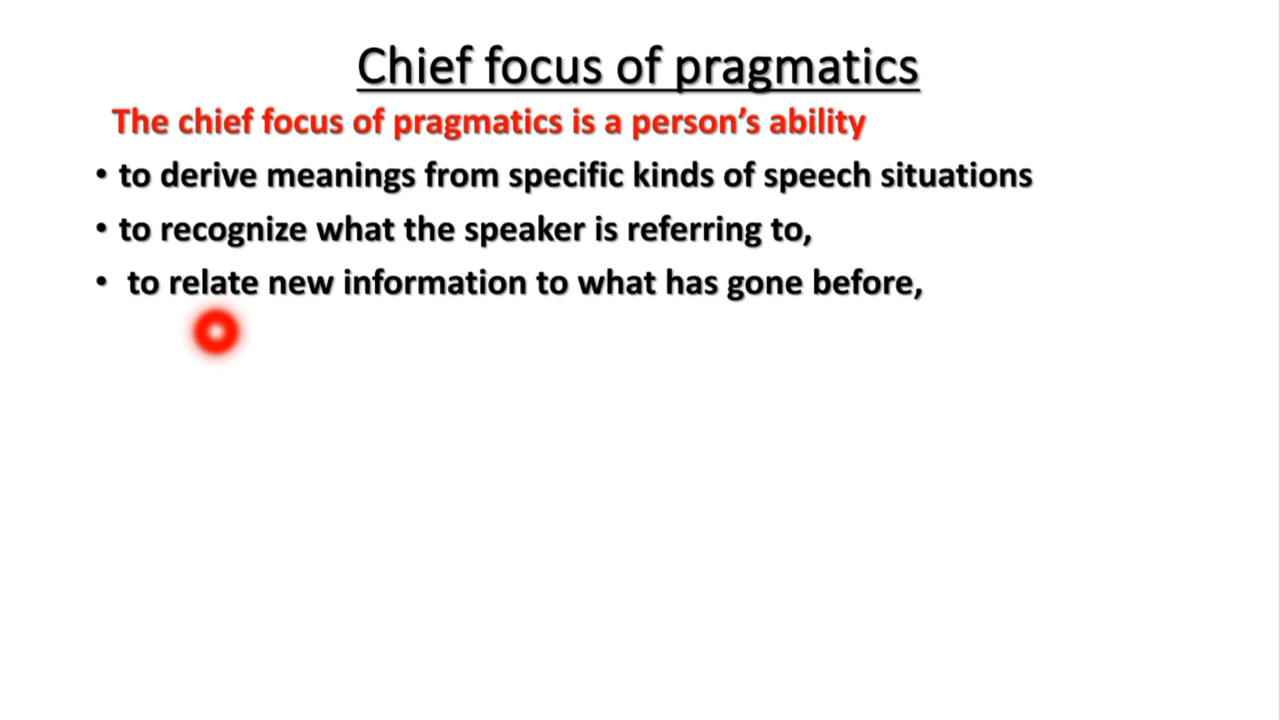 Chief focus of pragmatics
The chief focus of pragmatics is a person’s ability
• to derive meanings from specific kinds of speech situations
• to recognize what the speaker is referring to,
• to relate new information to what has gone before,